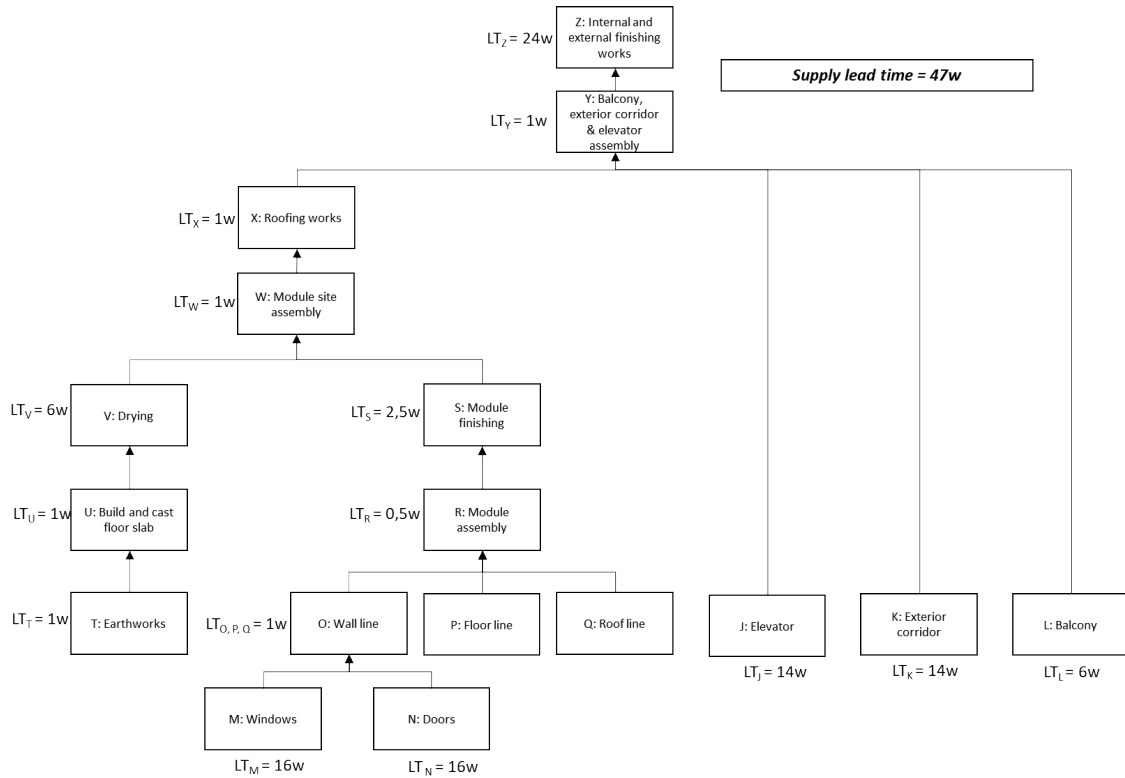 LT_Z = 24w
Z: Internal and
external finishing
works
Supply lead time = 47w
LT_Y = 1w
Y: Balcony,
exterior corridor
& elevator
assembly
LT_X = 1w
X: Roofing works
LT_W = 1w
W: Module site
assembly
LT_V = 6w
V: Drying
LT_S = 2,5w
S: Module
finishing
LT_U = 1w
U: Build and cast
floor slab
LT_R = 0,5w
R: Module
assembly
LT_T = 1w
T: Earthworks
LT_O, P, Q = 1w
O: Wall line
P: Floor line
Q: Roof line
J: Elevator
K: Exterior
corridor
L: Balcony
LT_J = 14w
LT_K = 14w
LT_L = 6w
M: Windows
N: Doors
LT_M = 16w
LT_N = 16w